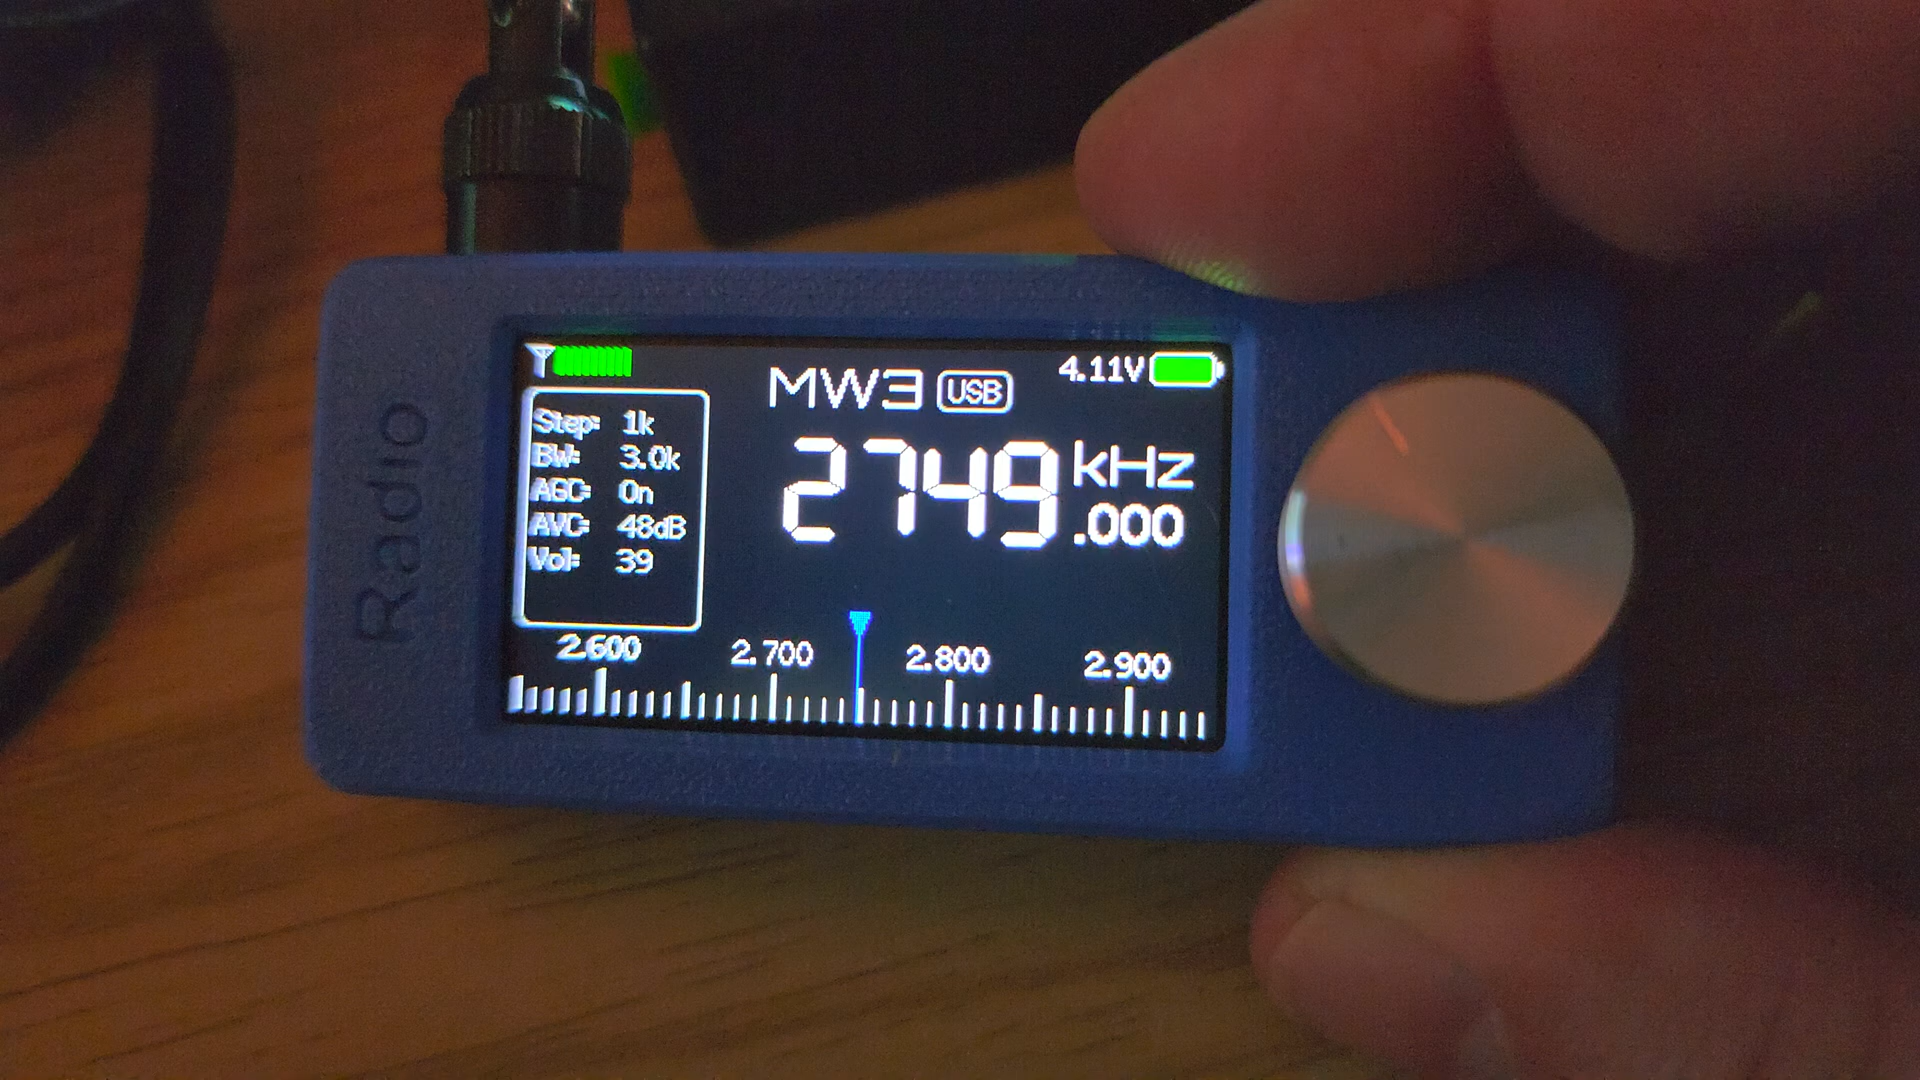 Radio
4.11V
MW3 USB
Step: 1k
BW: 3.0k
AGC: On
AVC: 48dB
Vol: 39
2749 kHz
.000
2.600 2.700 2.800 2.900